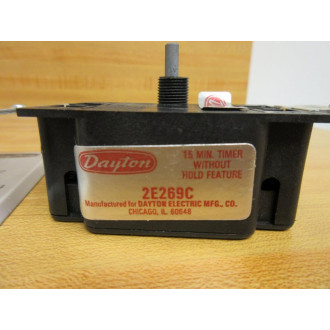 Dayton
15 MIN. TIMER
WITHOUT
HOLD FEATURE
2E269C
Manufactured for DAYTON ELECTRIC MFG., CO.
CHICAGO, IL 60648